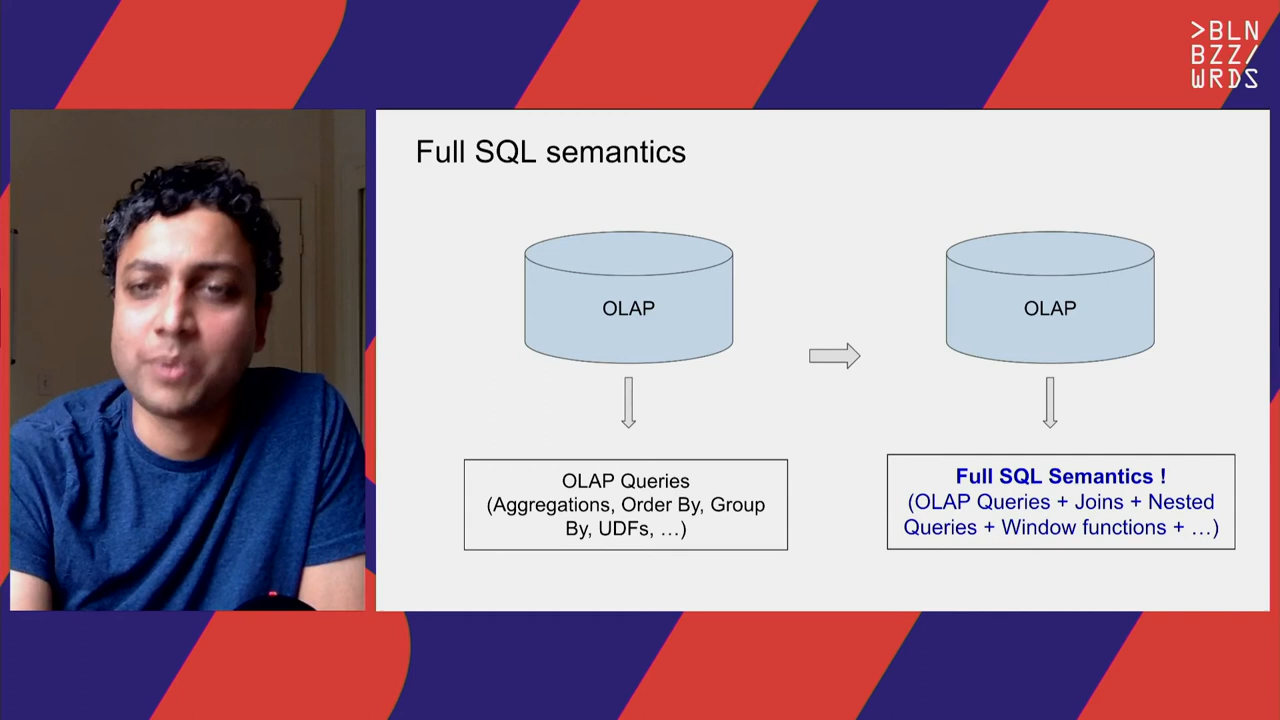 >BLN
BZZ/
WRDS
Full SQL semantics
OLAP
OLAP
OLAP Queries
(Aggregations, Order By, Group
By, UDFs, …)
Full SQL Semantics !
(OLAP Queries + Joins + Nested
Queries + Window functions + …)